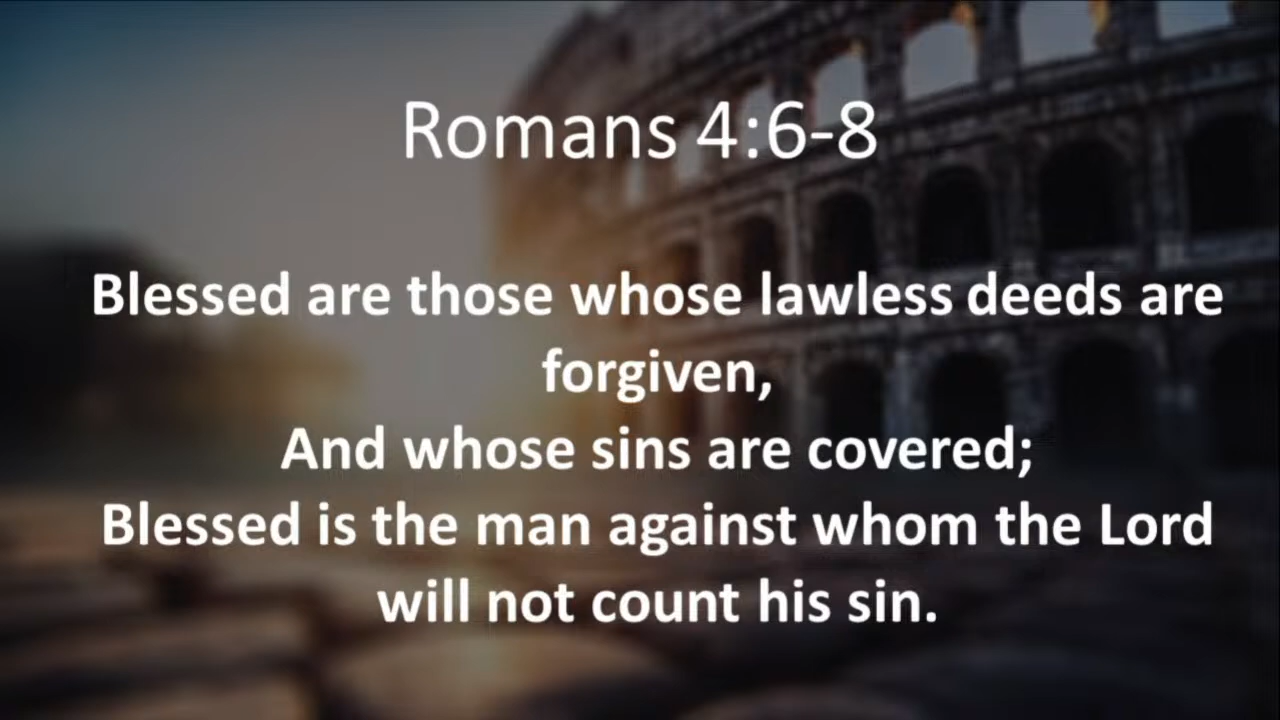 Romans 4:6-8
Blessed are those whose lawless deeds are
forgiven,
And whose sins are covered;
Blessed is the man against whom the Lord
will not count his sin.